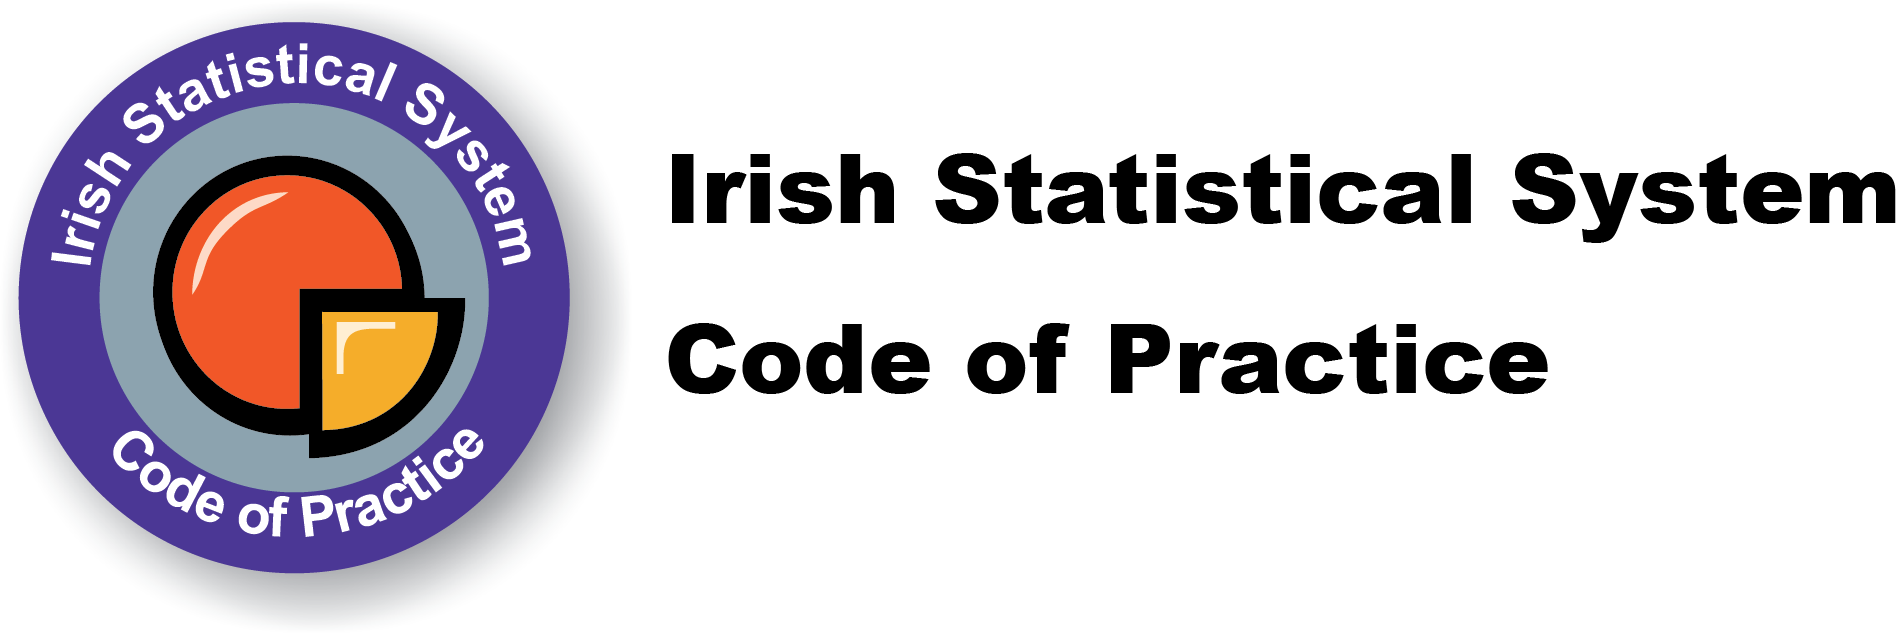 Irish Statistical System
Code of Practice
Irish Statistical System
Code of Practice